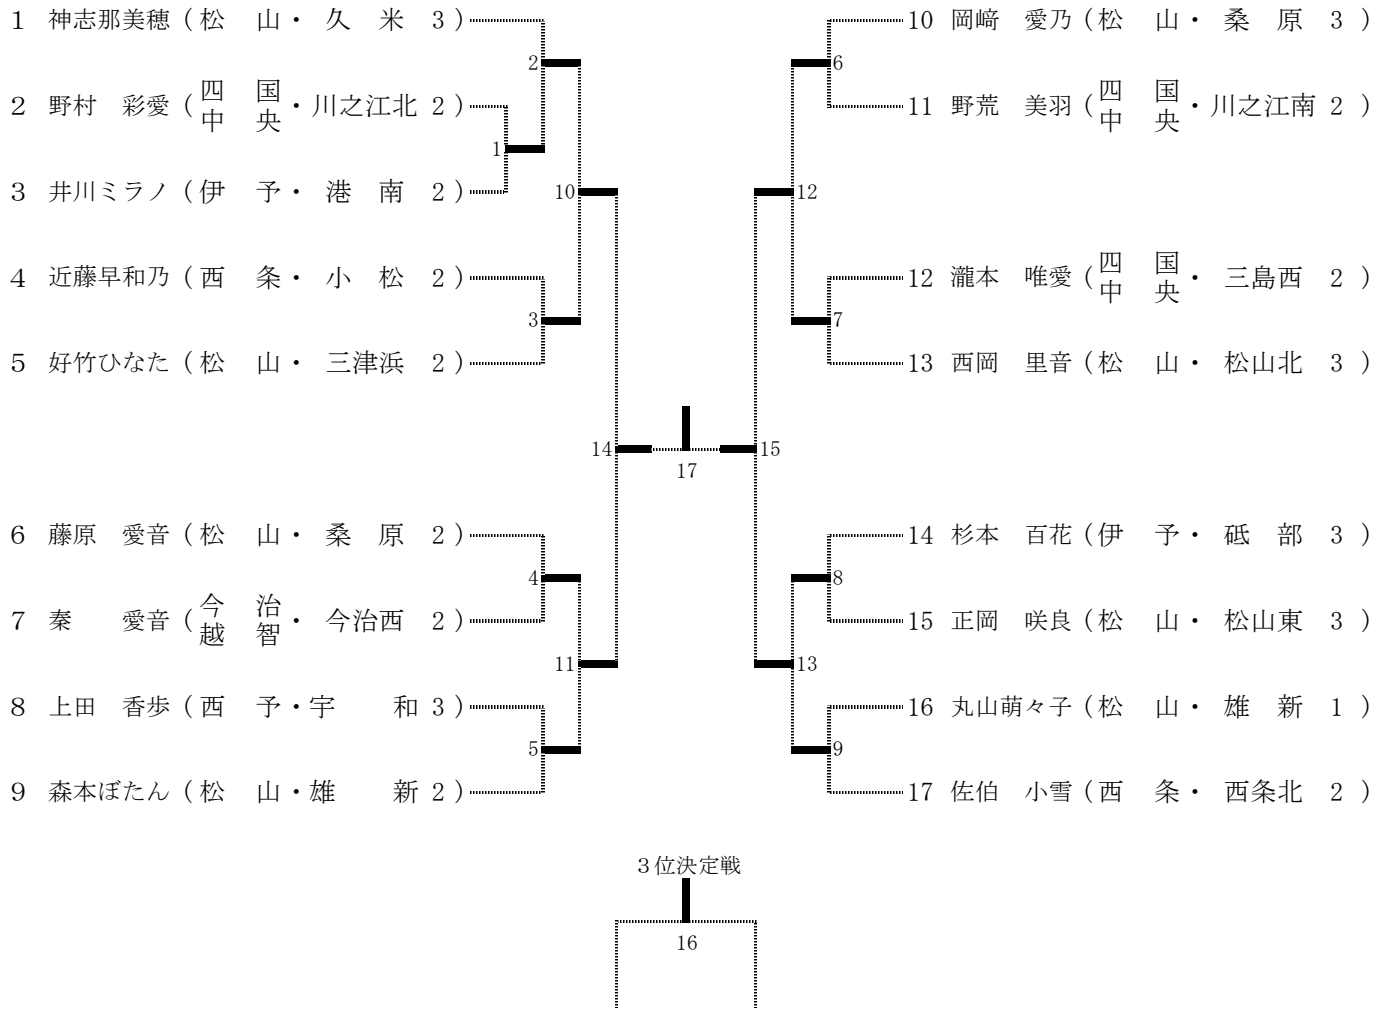 1 神志那美穂 (松 山・久 米 3)
2
2 野村 彩愛 (四国中央・川之江北 2)
1
3 井川ミラノ (伊 予・港 南 2)
10
4 近藤早和乃 (西 条・小 松 2)
3
5 好竹ひなた (松 山・三津浜 2)
14
6 藤原 愛音 (松 山・桑 原 2)
4
7 秦 愛音 (今治越智・今治西 2)
11
8 上田 香歩 (西 予・宇 和 3)
5
9 森本ぼたん (松 山・雄 新 2)
17
10 岡﨑 愛乃 (松 山・桑 原 3)
6
11 野荒 美羽 (四国中央・川之江南 2)
12
12 瀧本 唯愛 (四国中央・三島西 2)
7
13 西岡 里音 (松 山・松山北 3)
15
14 杉本 百花 (伊 予・砥 部 3)
8
15 正岡 咲良 (松 山・松山東 3)
13
16 丸山萌々子 (松 山・雄 新 1)
9
17 佐伯 小雪 (西 条・西条北 2)
3位決定戦
16